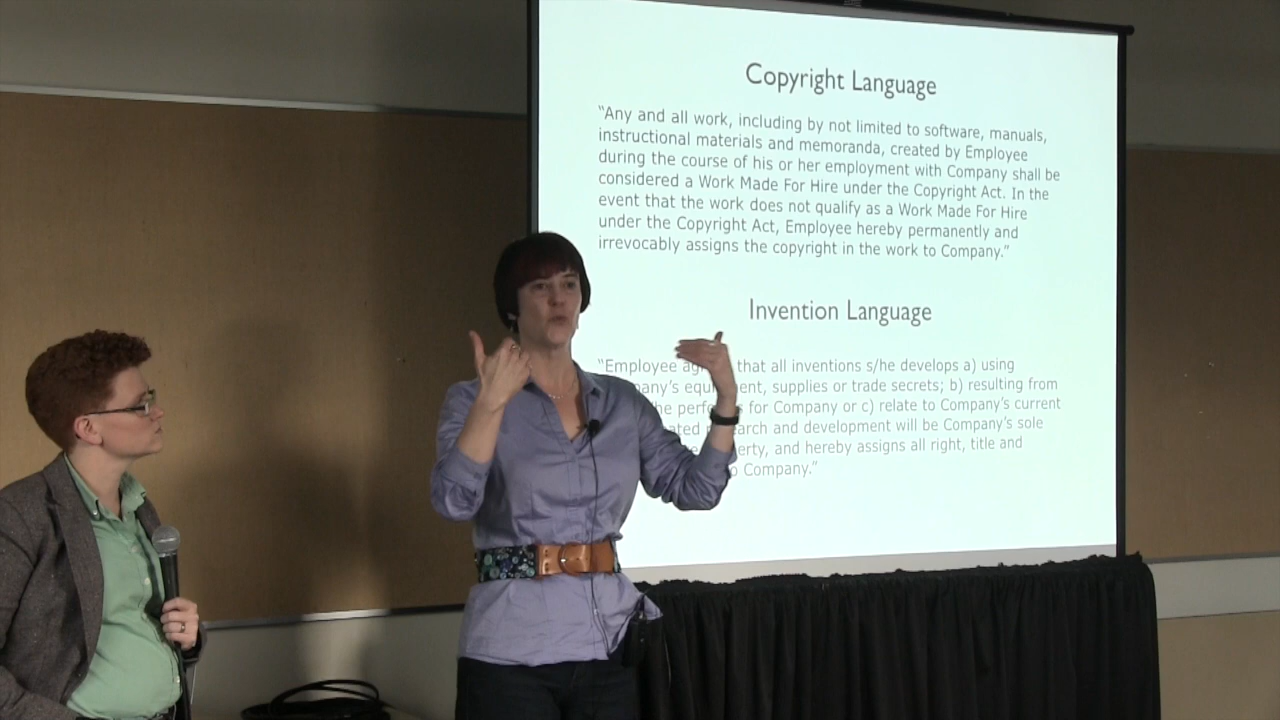 Copyright Language
“Any and all work, including by not limited to software, manuals,
instructional materials and memoranda, created by Employee
during the course of his or her employment with Company shall be
considered a Work Made For Hire under the Copyright Act. In the
event that the work does not qualify as a Work Made For Hire
under the Copyright Act, Employee hereby permanently and
irrevocably assigns the copyright in the work to Company.”
Invention Language
“Employee that all inventions s/he develops a) using
supplies or trade secrets; b) resulting from
for Company or c) relate to Company’s current
and development will be Company’s sole
and hereby assigns all right, title and
Company.”